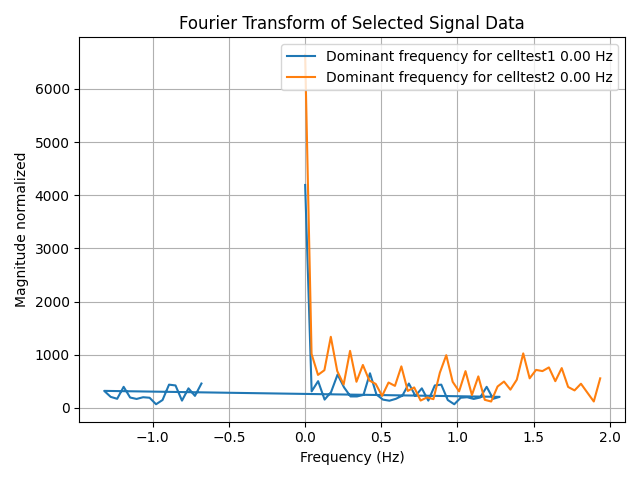 Fourier Transform of Selected Signal Data
Dominant frequency for celltest1 0.00 Hz
Dominant frequency for celltest2 0.00 Hz
Magnitude normalized
6000
5000
4000
3000
2000
1000
0
−1.0
−0.5
0.0
0.5
1.0
1.5
2.0
Frequency (Hz)